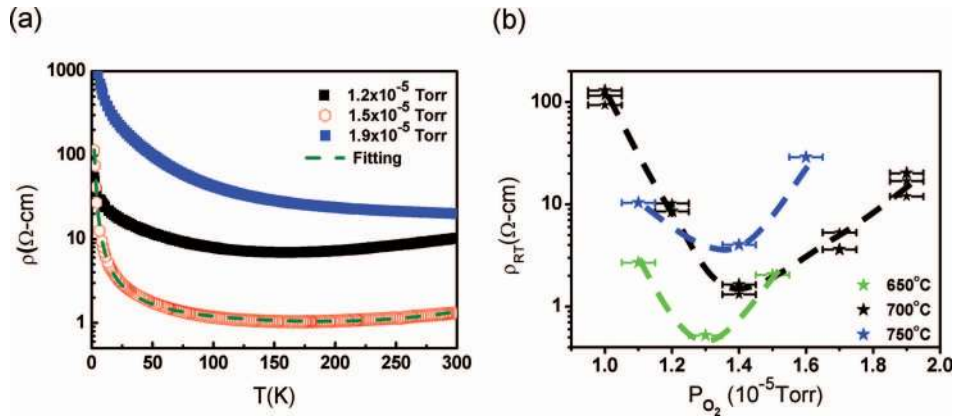 (a)
1000
100
10
1
ρ(Ω-cm)
1.2x10⁻⁵ Torr
1.5x10⁻⁵ Torr
1.9x10⁻⁵ Torr
Fitting
0 50 100 150 200 250 300
T(K)
(b)
100
10
1
ρRT(Ω-cm)
650°C
700°C
750°C
1.0 1.2 1.4 1.6 1.8 2.0
PO₂ (10⁻⁵Torr)